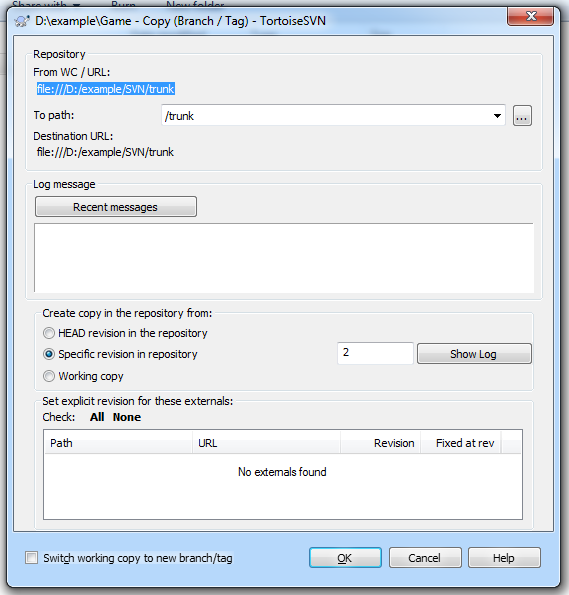 Share with Burn New folder
D:\example\Game - Copy (Branch / Tag) - TortoiseSVN
Repository
From WC / URL:
file:///D:/example/SVN/trunk
To path:
/trunk
...
Destination URL:
file:///D:/example/SVN/trunk
Log message
Recent messages
Create copy in the repository from:
HEAD revision in the repository
Specific revision in repository
2
Show Log
Working copy
Set explicit revision for these externals:
Check: All None
Path URL Revision Fixed at rev
No externals found
Switch working copy to new branch/tag
OK Cancel Help